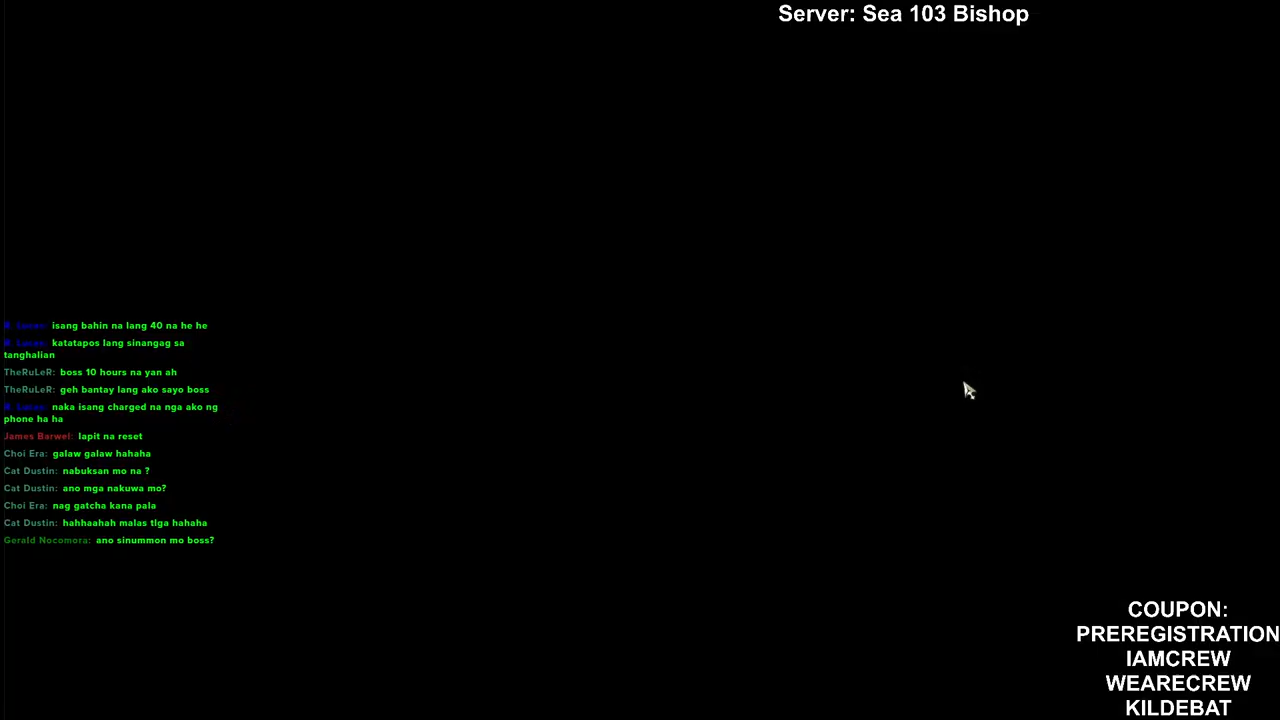 Server: Sea 103 Bishop
isang bahin na lang 40 na he he
katatapos lang sinangag sa
tanghalian
TheRuLeR: boss 10 hours na yan ah
TheRuLeR: geh bantay lang ako sayo boss
naka isang charged na nga ako ng
phone ha ha
James Barwel: lapit na reset
Choi Era: galaw galaw hahaha
Cat Dustin: nabuksan mo na ?
Cat Dustin: ano mga nakuwa mo?
Choi Era: nag gatcha kana pala
Cat Dustin: hahhaahah malas tlga hahaha
Gerald Nocomora: ano sinummon mo boss?
COUPON:
PREREGISTRATION
IAMCREW
WEARECREW
KILDEBAT